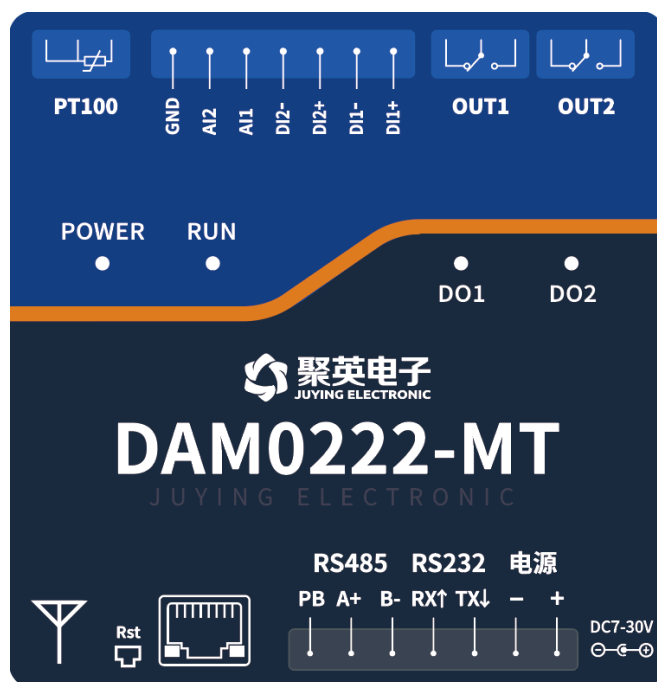 PT100
GND
AI2
AI1
DI2-
DI2+
DI1-
DI1+
OUT1 OUT2
POWER RUN
DO1 DO2
聚英电子
JUYING ELECTRONIC
DAM0222-MT
JUYING ELECTRONIC
RS485 RS232 电源
PB A+ B- RX↑ TX↓ − +
Rst
DC7-30V